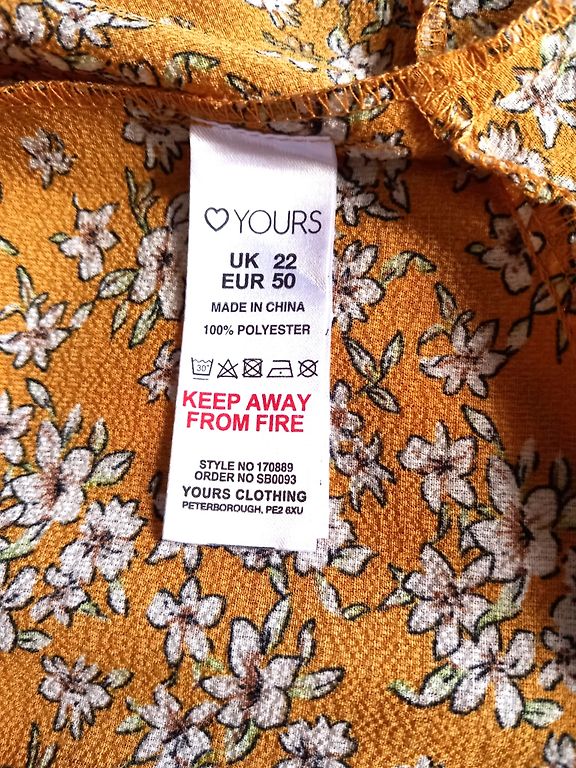 YOURS
UK 22
EUR 50
MADE IN CHINA
100% POLYESTER
30°
KEEP AWAY
FROM FIRE
STYLE NO 170889
ORDER NO SB0093
YOURS CLOTHING
PETERBOROUGH, PE2 6XU